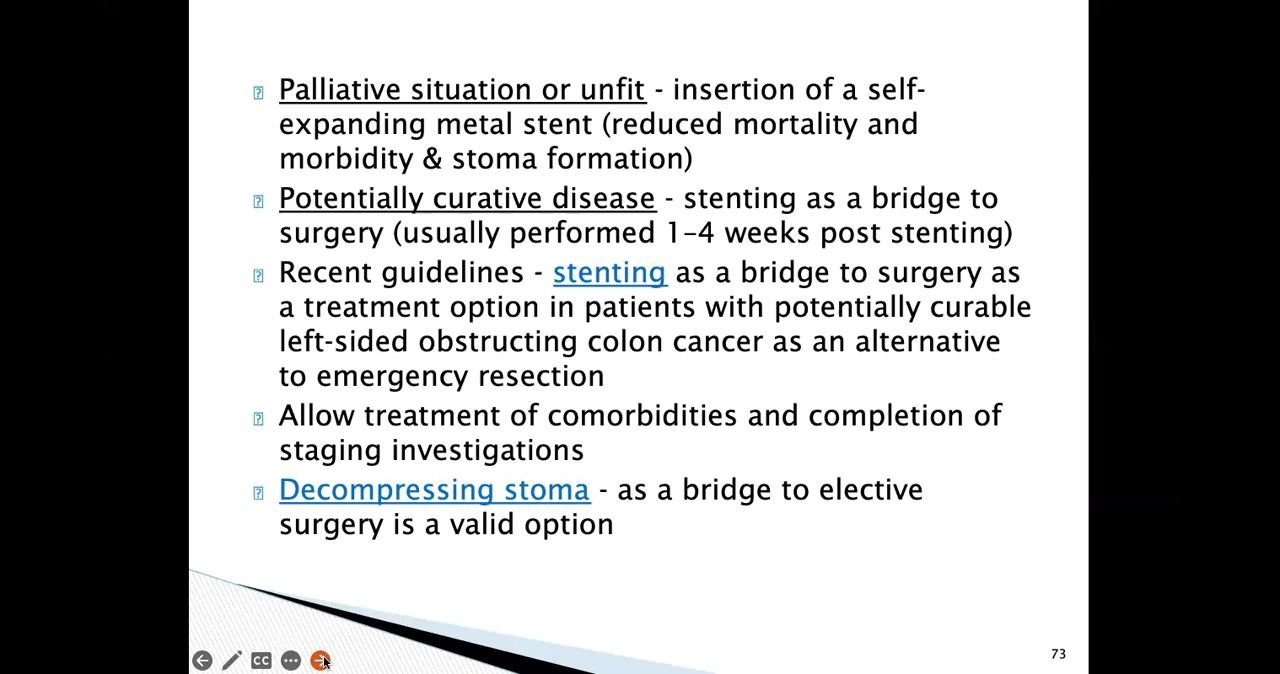 Palliative situation or unfit - insertion of a self-
expanding metal stent (reduced mortality and
morbidity & stoma formation)
Potentially curative disease - stenting as a bridge to
surgery (usually performed 1–4 weeks post stenting)
Recent guidelines - stenting as a bridge to surgery as
a treatment option in patients with potentially curable
left-sided obstructing colon cancer as an alternative
to emergency resection
Allow treatment of comorbidities and completion of
staging investigations
Decompressing stoma - as a bridge to elective
surgery is a valid option
CC
73